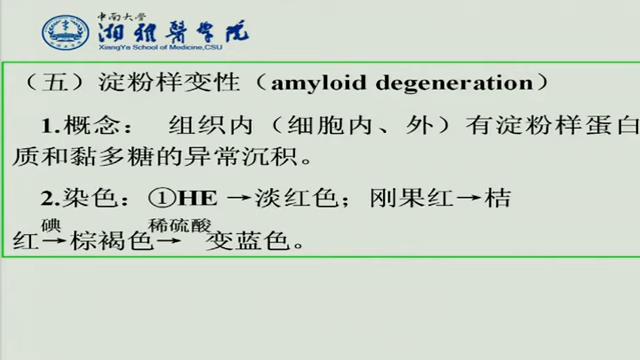 中南大學
湘雅醫學院
XiangYa School of Medicine,CSU
（五）淀粉样变性（amyloid degeneration）
1.概念： 组织内（细胞内、外）有淀粉样蛋白
质和黏多糖的异常沉积。
2.染色：①HE →淡红色；刚果红→桔
碘 稀硫酸
红→棕褐色→ 变蓝色。